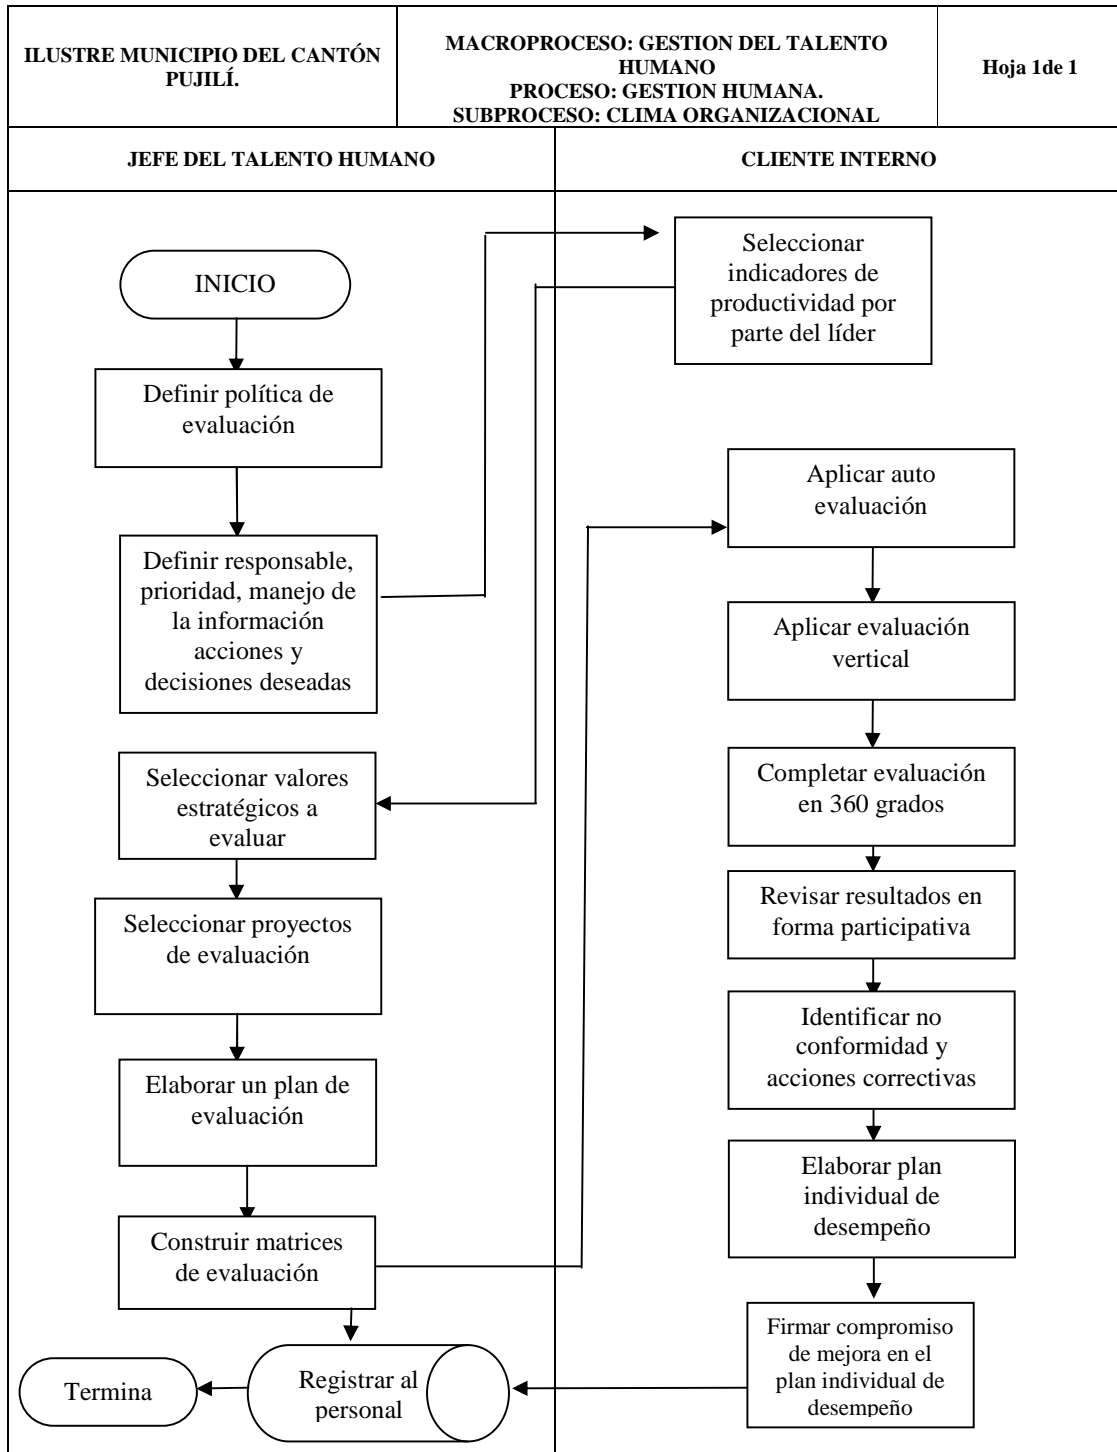 ILUSTRE MUNICIPIO DEL CANTÓN
PUJILÍ.
MACROPROCESO: GESTION DEL TALENTO
HUMANO
PROCESO: GESTION HUMANA.
SUBPROCESO: CLIMA ORGANIZACIONAL
Hoja 1de 1
JEFE DEL TALENTO HUMANO
CLIENTE INTERNO
INICIO
Definir política de
evaluación
Definir responsable,
prioridad, manejo de
la información
acciones y
decisiones deseadas
Seleccionar
indicadores de
productividad por
parte del líder
Seleccionar valores
estratégicos a
evaluar
Seleccionar proyectos
de evaluación
Elaborar un plan de
evaluación
Construir matrices
de evaluación
Aplicar auto
evaluación
Aplicar evaluación
vertical
Completar evaluación
en 360 grados
Revisar resultados en
forma participativa
Identificar no
conformidad y
acciones correctivas
Elaborar plan
individual de
desempeño
Firmar compromiso
de mejora en el
plan individual de
desempeño
Registrar al
personal
Termina